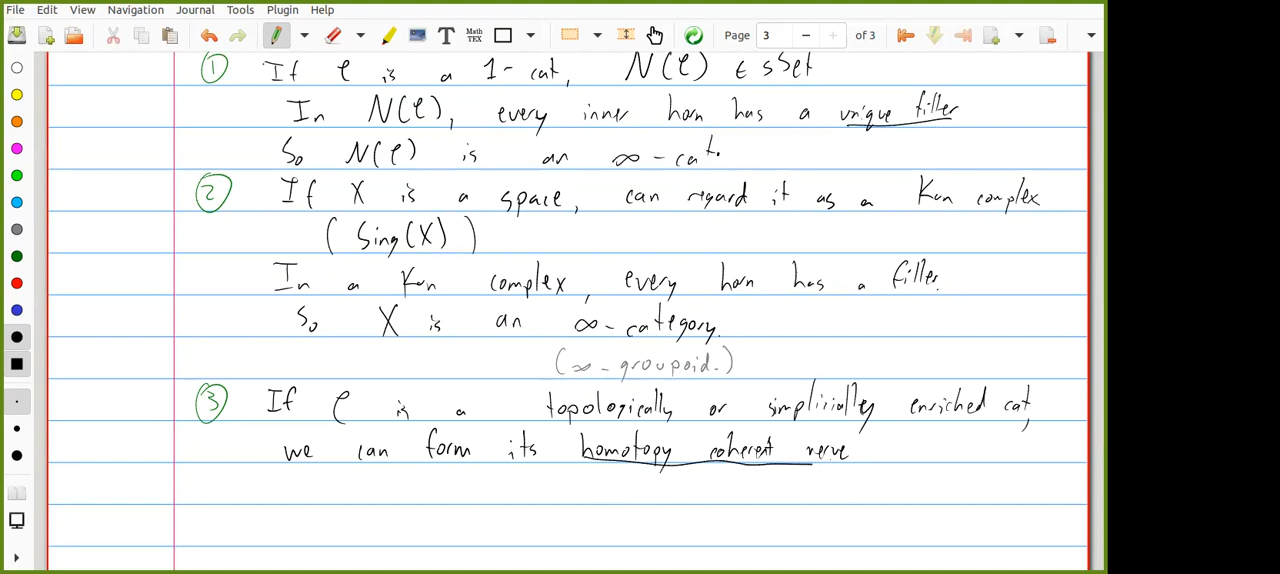 File Edit View Navigation Journal Tools Plugin Help
T Math TEX Page 3 − + of 3
① If C is a 1-cat, N(C) ∈ sSet
In N(C), every inner horn has a unique filler
So N(C) is an ∞-cat.
② If X is a space, can regard it as a Kan complex
(Sing(X))
In a Kan complex, every horn has a filler.
So X is an ∞-category.
(∞-groupoid.)
③ If C is a topologically or simplicially enriched cat,
we can form its homotopy coherent nerve